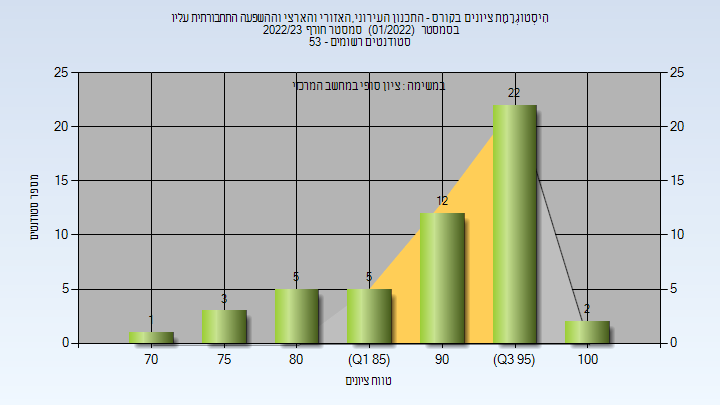 היסטוגרמת ציונים בקורס - התכנון העירוני,האזורי והארצי וההשפעה התחבורתית עליו
בסמסטר (01/2022) סמסטר חורף 2022/23
סטודנטים רשומים - 53
במשימה : ציון סופי במחשב המרכזי
25 25
20 20
15 15
10 10
5 5
0 0
מספר סטודנטים
1 3 5 5 12 22 2
70 75 80 (Q1 85) 90 (Q3 95) 100
טווח ציונים